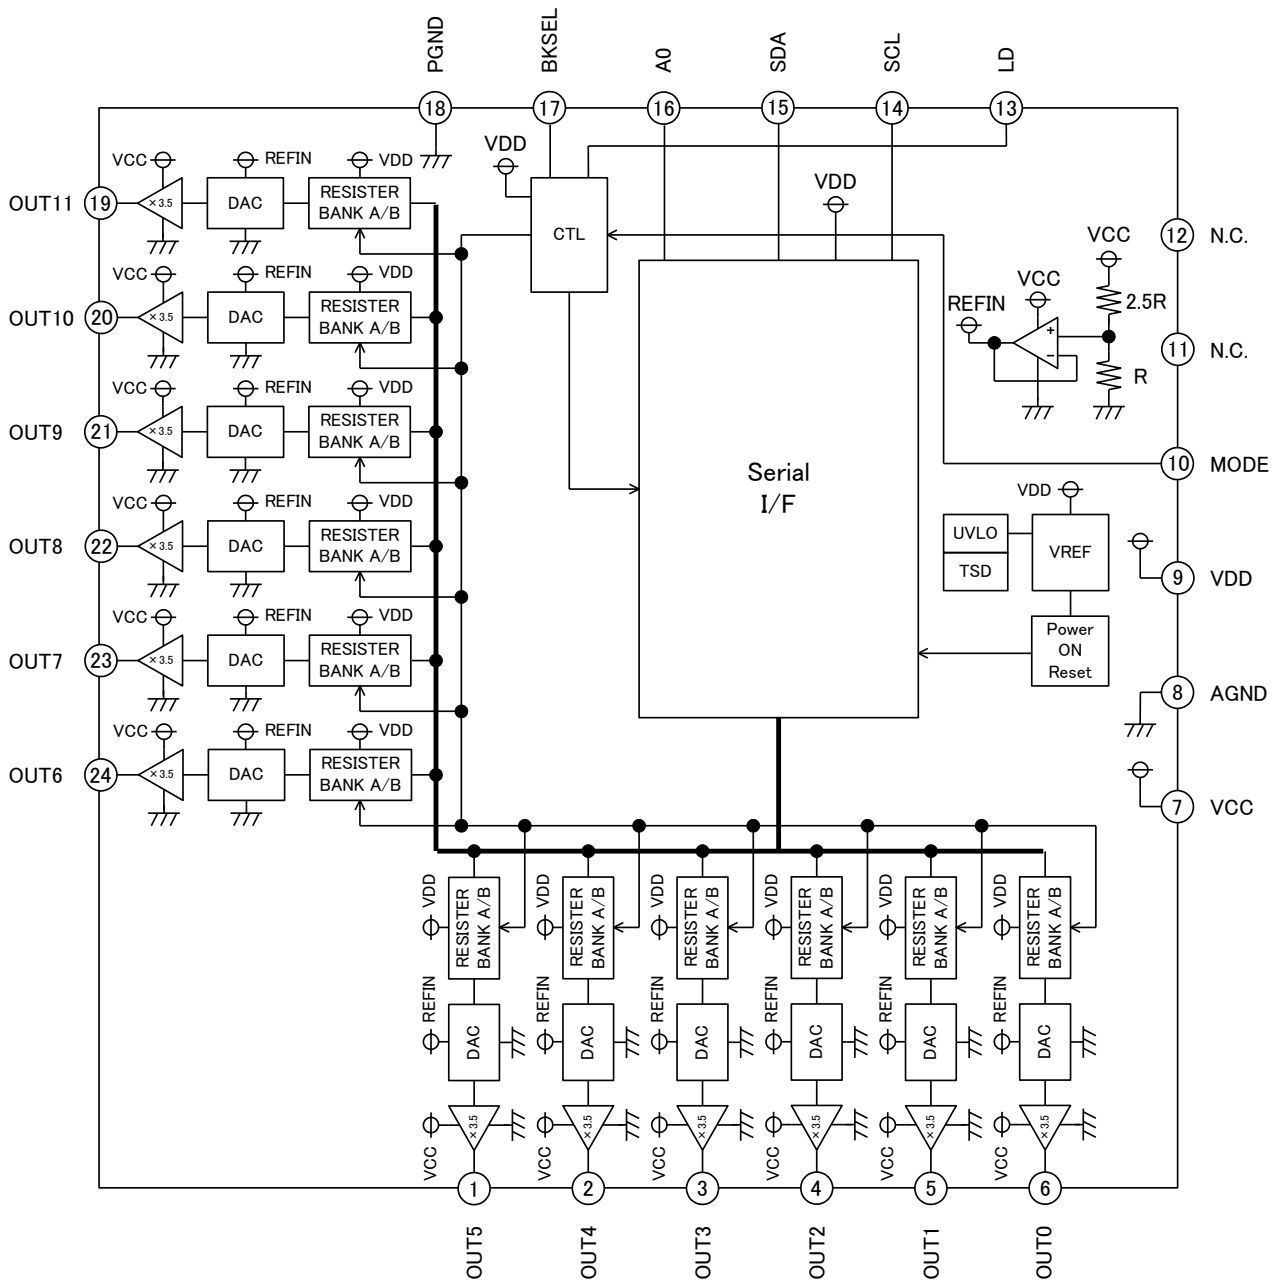 PGND
BKSEL
A0
SDA
SCL
LD
18
17
16
15
14
13
VDD
VCC
REFIN
VDD
OUT11
19
× 3.5
DAC
RESISTER
BANK A/B
CTL
VDD
12
N.C.
VCC
2.5R
VCC
REFIN
+
−
R
11
N.C.
VCC
REFIN
VDD
OUT10
20
× 3.5
DAC
RESISTER
BANK A/B
VCC
REFIN
VDD
OUT9
21
× 3.5
DAC
RESISTER
BANK A/B
Serial
I/F
10
MODE
VCC
REFIN
VDD
OUT8
22
× 3.5
DAC
RESISTER
BANK A/B
VDD
UVLO
TSD
VREF
9
VDD
VCC
REFIN
VDD
OUT7
23
× 3.5
DAC
RESISTER
BANK A/B
Power
ON
Reset
8
AGND
VCC
REFIN
VDD
OUT6
24
× 3.5
DAC
RESISTER
BANK A/B
7
VCC
VDD
RESISTER
BANK A/B
VDD
RESISTER
BANK A/B
VDD
RESISTER
BANK A/B
VDD
RESISTER
BANK A/B
VDD
RESISTER
BANK A/B
VDD
RESISTER
BANK A/B
REFIN
DAC
REFIN
DAC
REFIN
DAC
REFIN
DAC
REFIN
DAC
REFIN
DAC
VCC
× 3.5
VCC
× 3.5
VCC
× 3.5
VCC
× 3.5
VCC
× 3.5
VCC
× 3.5
1
2
3
4
5
6
OUT5
OUT4
OUT3
OUT2
OUT1
OUT0